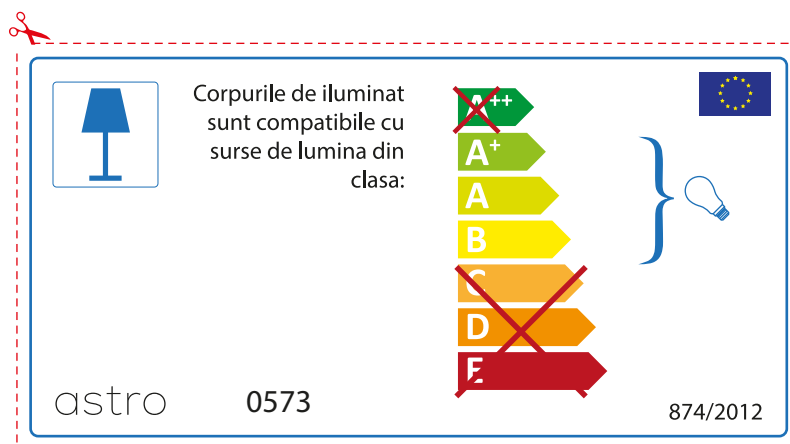 Corpurile de iluminat
sunt compatibile cu
surse de lumina din
clasa:
A++
A+
A
B
C
D
E
astro
0573
874/2012